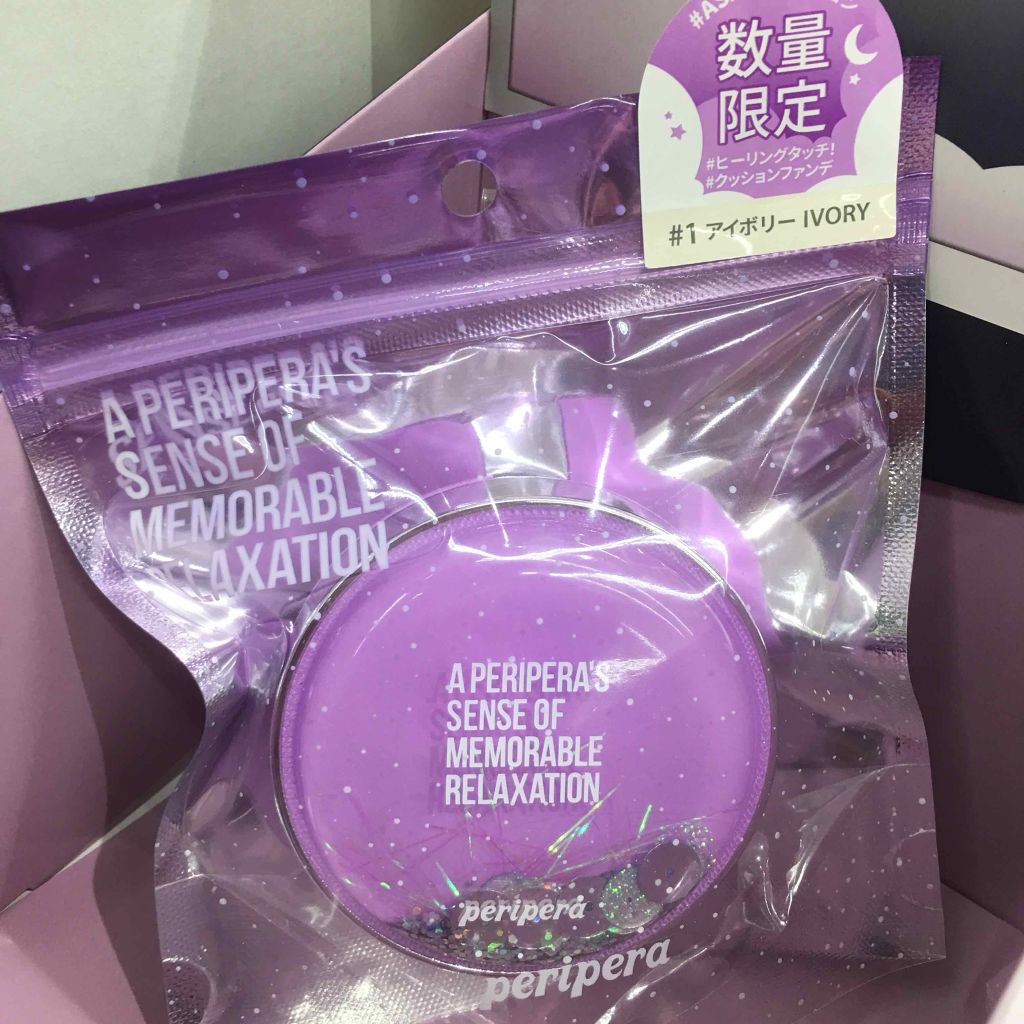 数量
限定
#ヒーリングタッチ!
#クッションファンデ
#1 アイボリー IVORY
A PERIPERA'S
SENSE OF
MEMORABLE
RELAXATION
A PERIPERA'S
SENSE OF
MEMORABLE
RELAXATION
peripera
peripera